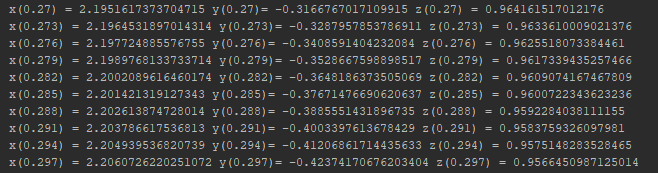 x(0.27) = 2.1951617373704715 y(0.27)= -0.3166767017109915 z(0.27) = 0.964161517012176
x(0.273) = 2.1964531897014314 y(0.273)= -0.3287957853786911 z(0.273) = 0.9633610009021376
x(0.276) = 2.197724885576755 y(0.276)= -0.3408591404232084 z(0.276) = 0.9625518073384461
x(0.279) = 2.1989768133733714 y(0.279)= -0.3528667598898517 z(0.279) = 0.9617339435257466
x(0.282) = 2.2002089616460174 y(0.282)= -0.3648186373505069 z(0.282) = 0.9609074167467809
x(0.285) = 2.201421319127343 y(0.285)= -0.37671476690620637 z(0.285) = 0.9600722343623236
x(0.288) = 2.202613874728014 y(0.288)= -0.3885551431896735 z(0.288) = 0.9592284038111155
x(0.291) = 2.203786617536813 y(0.291)= -0.4003397613678429 z(0.291) = 0.9583759326097981
x(0.294) = 2.204939536820739 y(0.294)= -0.41206861714435633 z(0.294) = 0.9575148283528465
x(0.297) = 2.2060726220251072 y(0.297)= -0.42374170676203404 z(0.297) = 0.9566450987125014